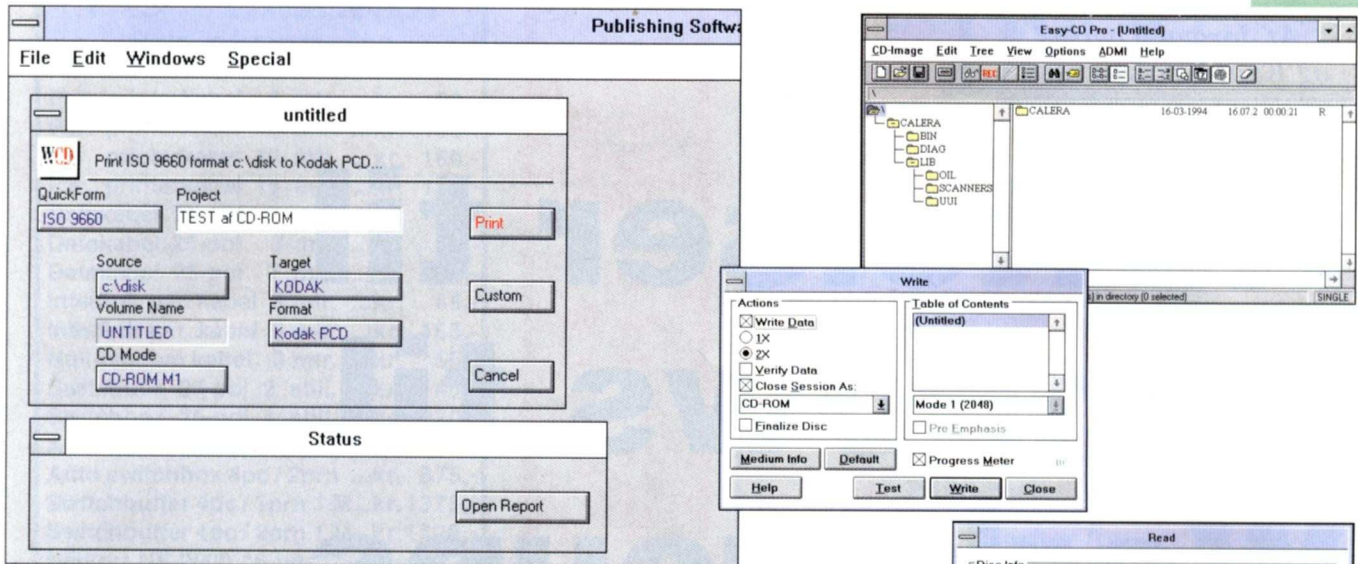 Publishing Softwa
File Edit Windows Special
untitled
WCD Print ISO 9660 format c:\disk to Kodak PCD...
QuickForm Project
ISO 9660 TEST af CD-ROM
Print
Source Target
c:\disk KODAK
Custom
Volume Name Format
UNTITLED Kodak PCD
CD Mode
CD-ROM M1
Cancel
Status
Open Report
Easy-CD Pro - (Untitled)
CD-Image Edit Tree View Options ADMI Help
REC
\
\
CALERA
BIN
DIAG
LIB
OIL
SCANNERS
UUI
CALERA 16-03-1994 16.07.2 00:00.21 R
) in directory (0 selected) SINGLE
Write
Actions
Write Data
1X
2X
Verify Data
Close Session As:
CD-ROM
Finalize Disc
Table of Contents
(Untitled)
Mode 1 (2048)
Pre Emphasis
Medium Info Default Progress Meter
Help Test Write Close
Read
Disc Info